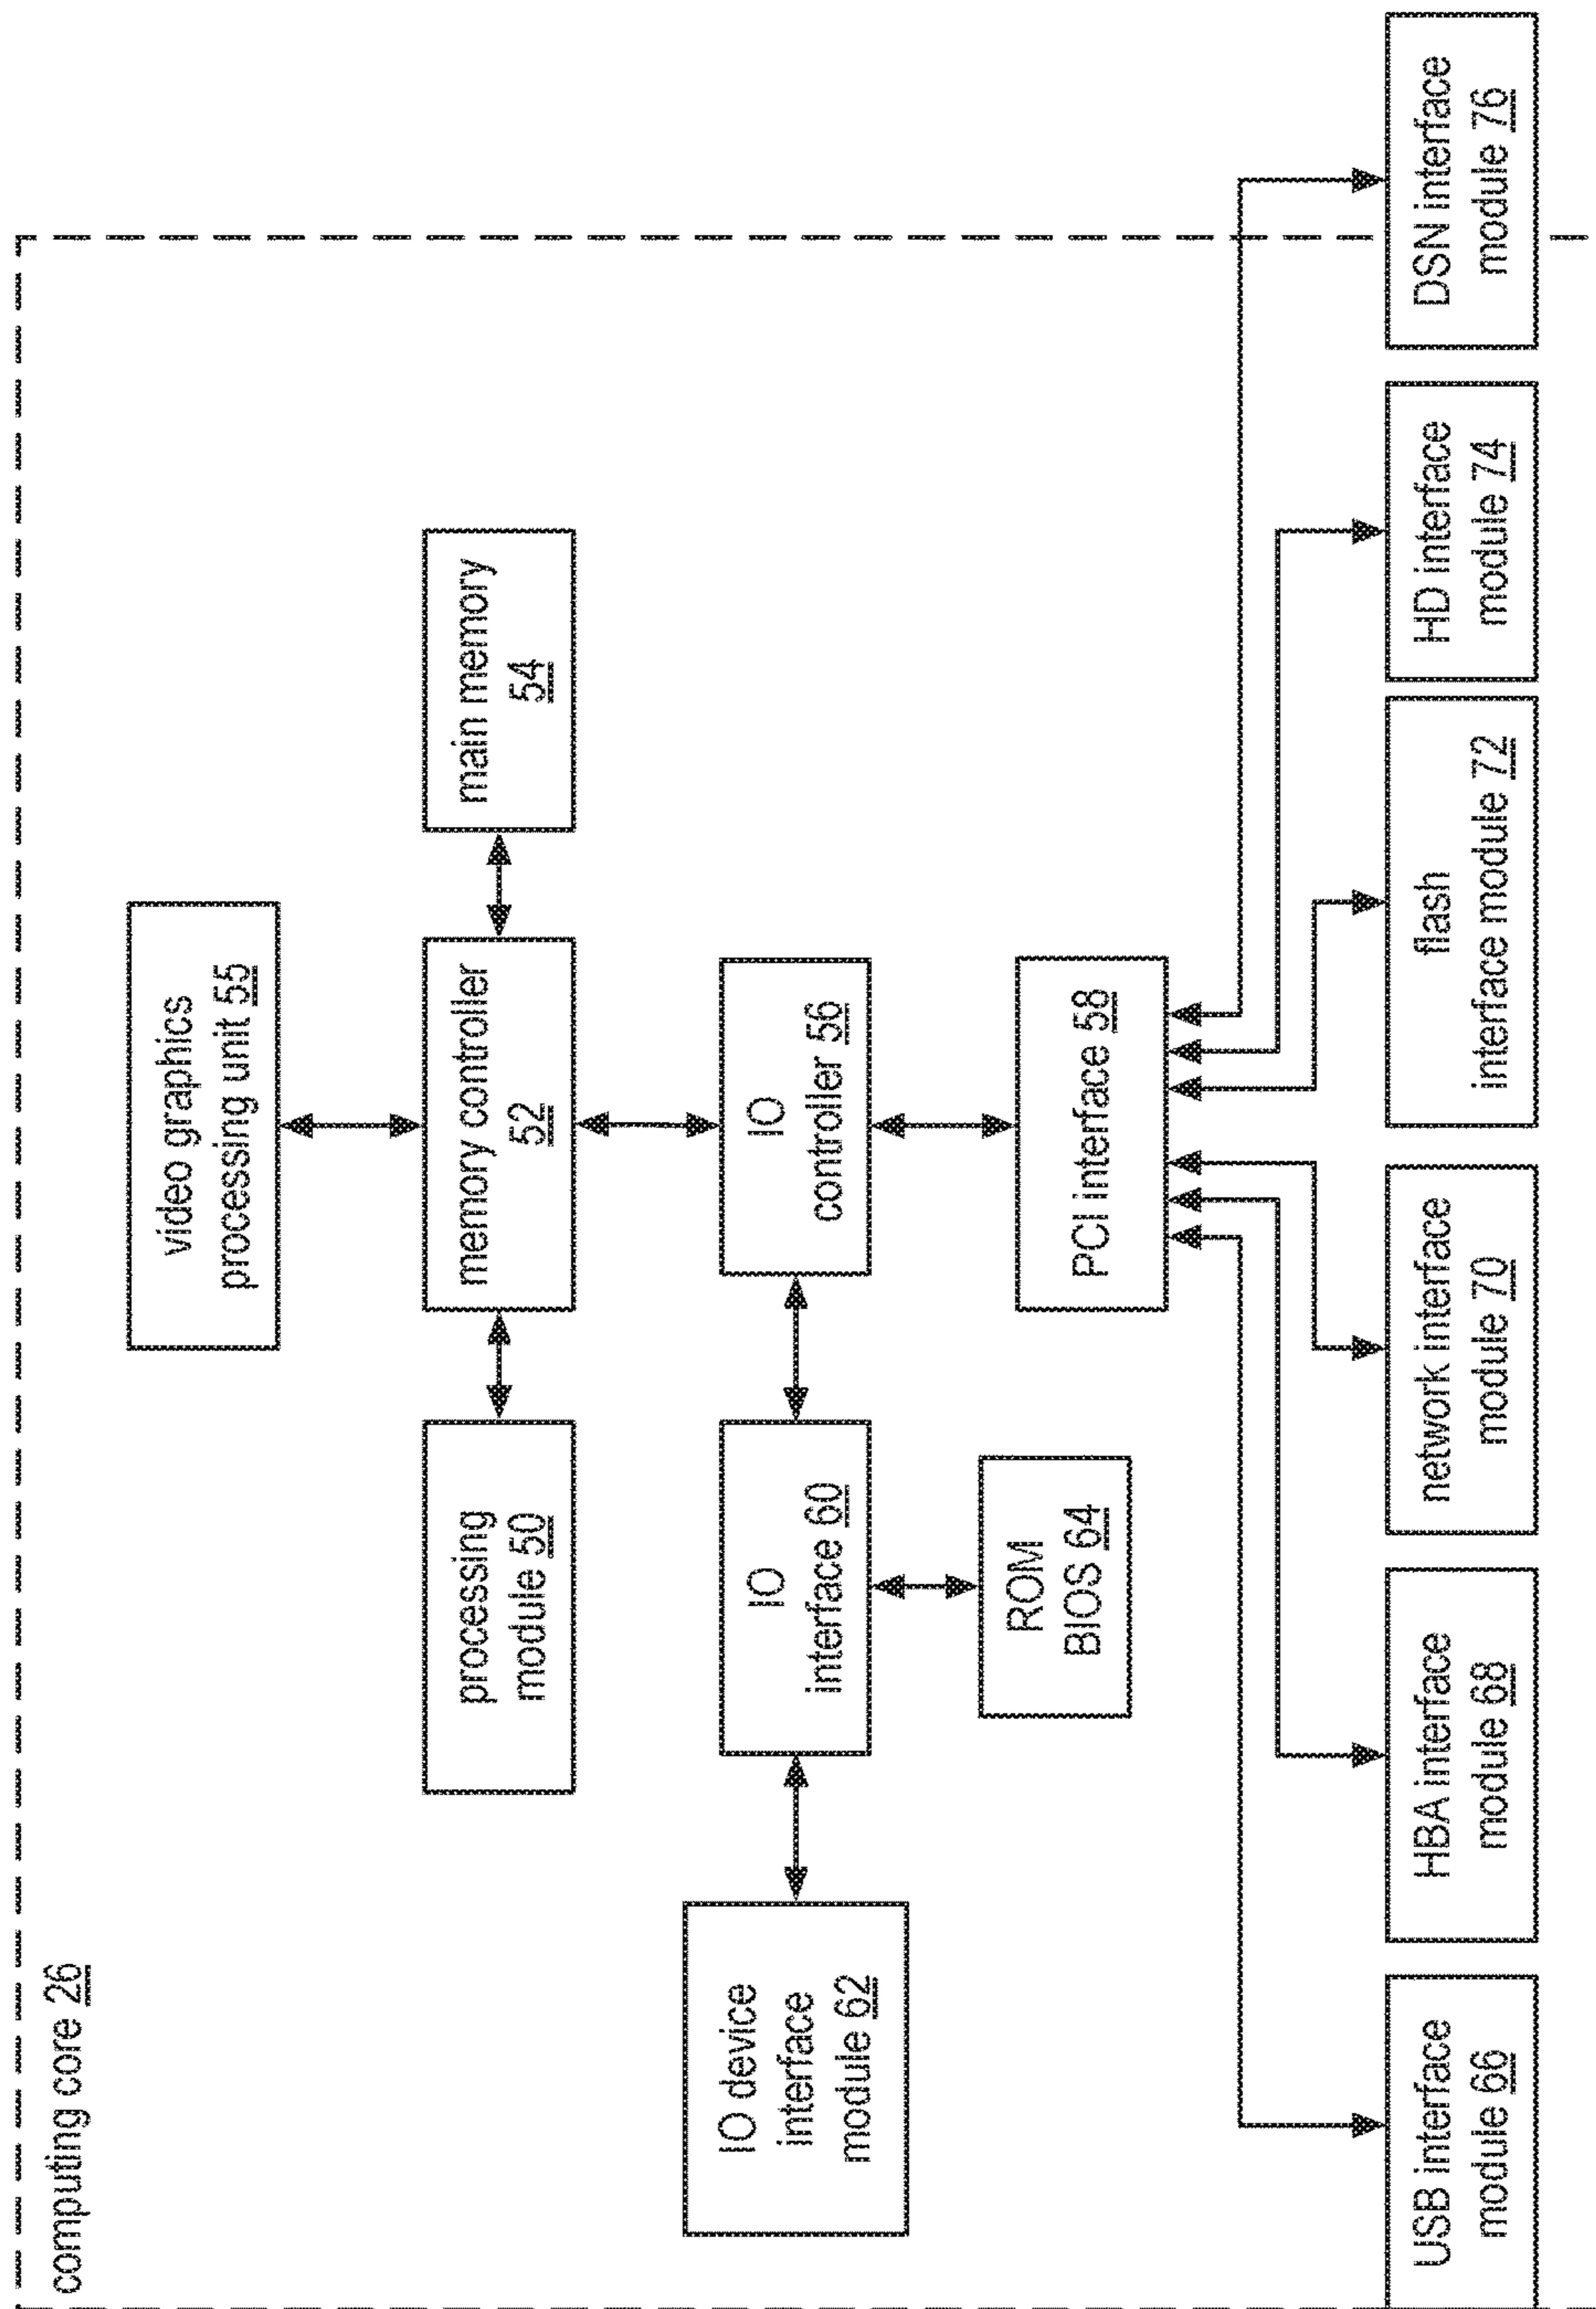 computing core 26
video graphics
processing unit 55
processing
module 50
memory controller
52
main memory
54
IO device
interface
module 62
IO
interface 60
IO
controller 56
ROM
BIOS 64
PCI interface 58
USB interface
module 66
HBA interface
module 68
network interface
module 70
flash
interface module 72
HD interface
module 74
DSN interface
module 76